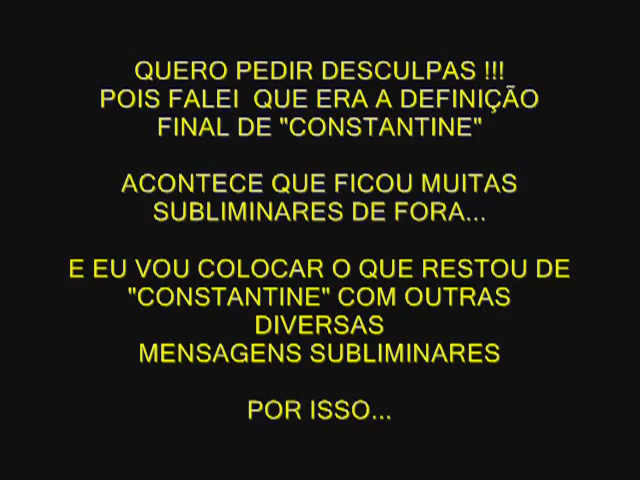 QUERO PEDIR DESCULPAS !!!
POIS FALEI  QUE ERA A DEFINIÇÃO
FINAL DE "CONSTANTINE"
ACONTECE QUE FICOU MUITAS
SUBLIMINARES DE FORA...
E EU VOU COLOCAR O QUE RESTOU DE
"CONSTANTINE" COM OUTRAS
DIVERSAS
MENSAGENS SUBLIMINARES
POR ISSO...